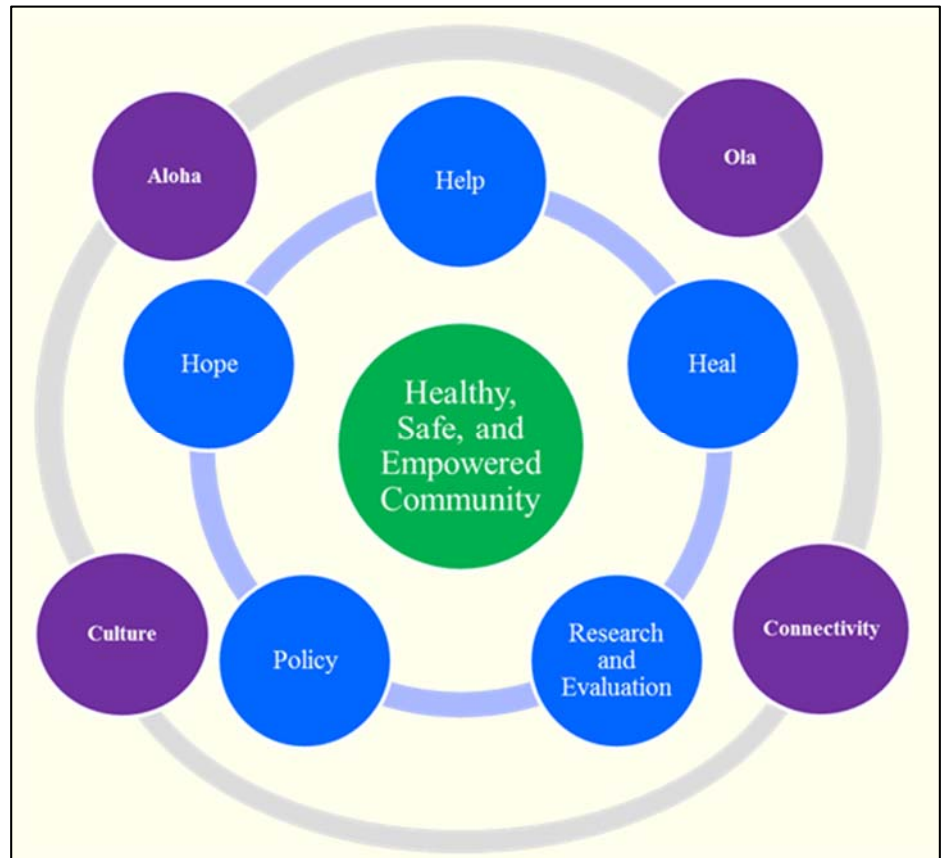 Aloha
Ola
Help
Hope
Heal
Healthy,
Safe, and
Empowered
Community
Culture
Policy
Research
and
Evaluation
Connectivity